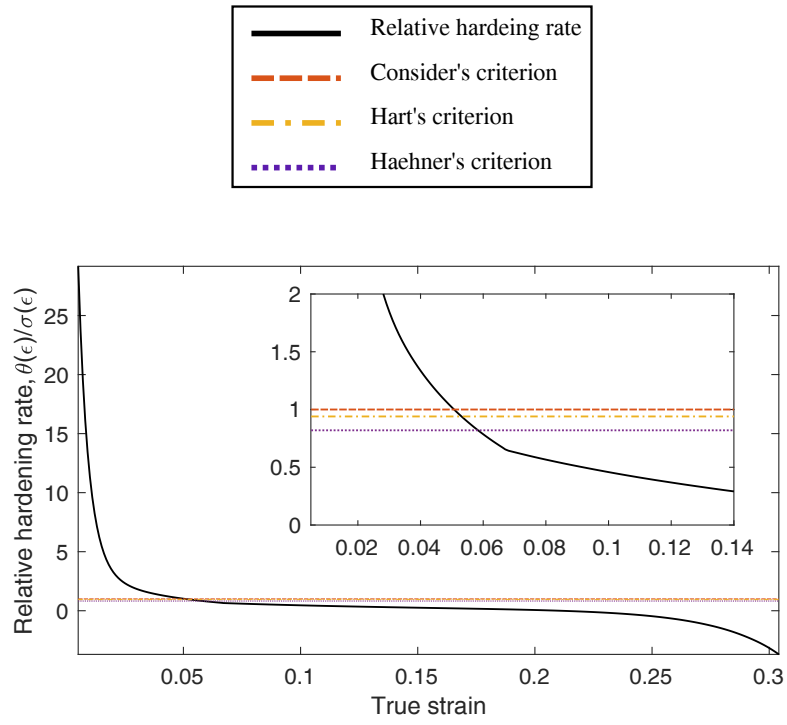 Relative hardeing rate
Consider's criterion
Hart's criterion
Haehner's criterion
Relative hardening rate, θ(ϵ)/σ(ϵ)
25
20
15
10
5
0
2
1.5
1
0.5
0
0.02 0.04 0.06 0.08 0.1 0.12 0.14
0.05 0.1 0.15 0.2 0.25 0.3
True strain